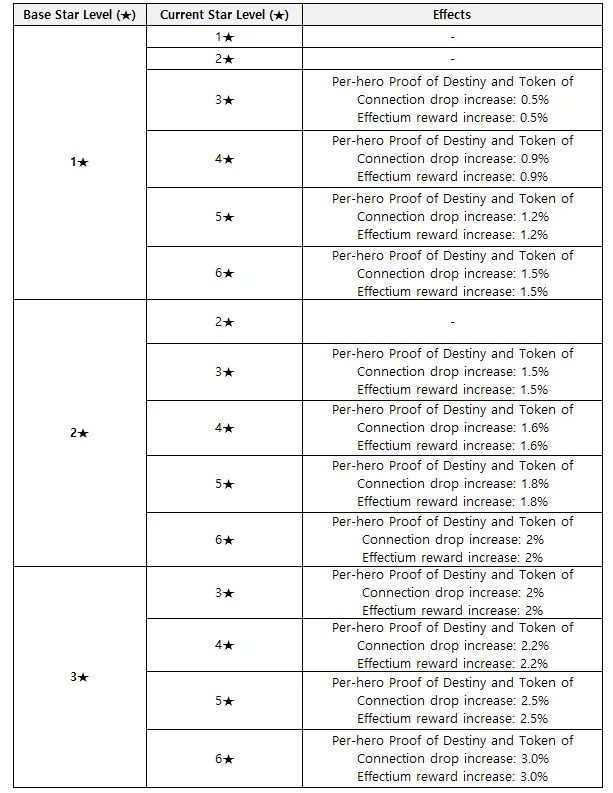 Base Star Level (★) Current Star Level (★) Effects
1★
1★ -
2★ -
3★
Per-hero Proof of Destiny and Token of
Connection drop increase: 0.5%
Effectium reward increase: 0.5%
4★
Per-hero Proof of Destiny and Token of
Connection drop increase: 0.9%
Effectium reward increase: 0.9%
5★
Per-hero Proof of Destiny and Token of
Connection drop increase: 1.2%
Effectium reward increase: 1.2%
6★
Per-hero Proof of Destiny and Token of
Connection drop increase: 1.5%
Effectium reward increase: 1.5%
2★
2★ -
3★
Per-hero Proof of Destiny and Token of
Connection drop increase: 1.5%
Effectium reward increase: 1.5%
4★
Per-hero Proof of Destiny and Token of
Connection drop increase: 1.6%
Effectium reward increase: 1.6%
5★
Per-hero Proof of Destiny and Token of
Connection drop increase: 1.8%
Effectium reward increase: 1.8%
6★
Per-hero Proof of Destiny and Token of
Connection drop increase: 2%
Effectium reward increase: 2%
3★
3★
Per-hero Proof of Destiny and Token of
Connection drop increase: 2%
Effectium reward increase: 2%
4★
Per-hero Proof of Destiny and Token of
Connection drop increase: 2.2%
Effectium reward increase: 2.2%
5★
Per-hero Proof of Destiny and Token of
Connection drop increase: 2.5%
Effectium reward increase: 2.5%
6★
Per-hero Proof of Destiny and Token of
Connection drop increase: 3.0%
Effectium reward increase: 3.0%